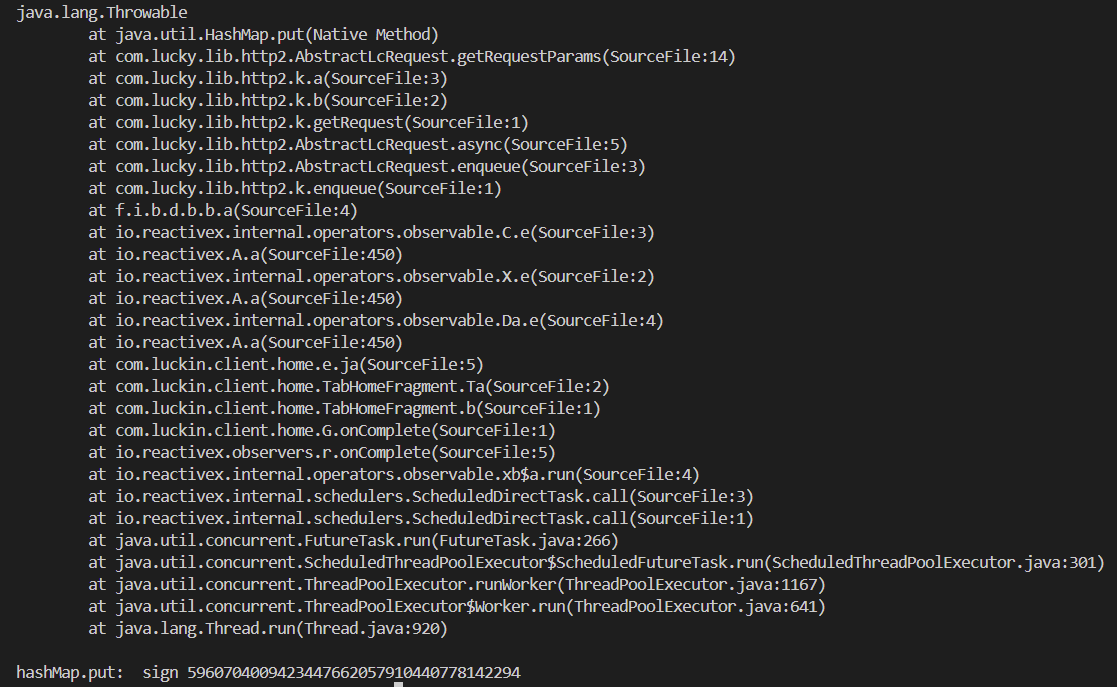 java.lang.Throwable
at java.util.HashMap.put(Native Method)
at com.lucky.lib.http2.AbstractLcRequest.getRequestParams(SourceFile:14)
at com.lucky.lib.http2.k.a(SourceFile:3)
at com.lucky.lib.http2.k.b(SourceFile:2)
at com.lucky.lib.http2.k.getRequest(SourceFile:1)
at com.lucky.lib.http2.AbstractLcRequest.async(SourceFile:5)
at com.lucky.lib.http2.AbstractLcRequest.enqueue(SourceFile:3)
at com.lucky.lib.http2.k.enqueue(SourceFile:1)
at f.i.b.d.b.b.a(SourceFile:4)
at io.reactivex.internal.operators.observable.C.e(SourceFile:3)
at io.reactivex.A.a(SourceFile:450)
at io.reactivex.internal.operators.observable.X.e(SourceFile:2)
at io.reactivex.A.a(SourceFile:450)
at io.reactivex.internal.operators.observable.Da.e(SourceFile:4)
at io.reactivex.A.a(SourceFile:450)
at com.luckin.client.home.e.ja(SourceFile:5)
at com.luckin.client.home.TabHomeFragment.Ta(SourceFile:2)
at com.luckin.client.home.TabHomeFragment.b(SourceFile:1)
at com.luckin.client.home.G.onComplete(SourceFile:1)
at io.reactivex.observers.r.onComplete(SourceFile:5)
at io.reactivex.internal.operators.observable.xb$a.run(SourceFile:4)
at io.reactivex.internal.schedulers.ScheduledDirectTask.call(SourceFile:3)
at io.reactivex.internal.schedulers.ScheduledDirectTask.call(SourceFile:1)
at java.util.concurrent.FutureTask.run(FutureTask.java:266)
at java.util.concurrent.ScheduledThreadPoolExecutor$ScheduledFutureTask.run(ScheduledThreadPoolExecutor.java:301)
at java.util.concurrent.ThreadPoolExecutor.runWorker(ThreadPoolExecutor.java:1167)
at java.util.concurrent.ThreadPoolExecutor$Worker.run(ThreadPoolExecutor.java:641)
at java.lang.Thread.run(Thread.java:920)
hashMap.put:  sign 5960704009423447662057910440778142294